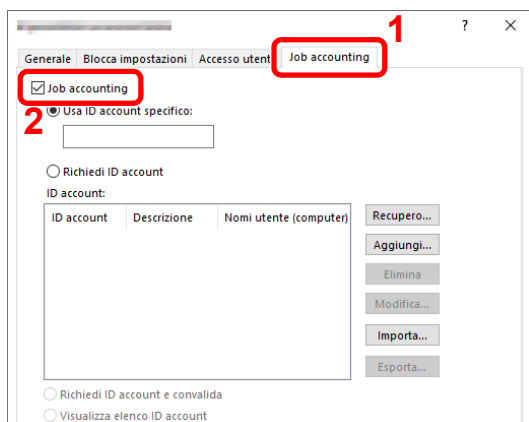 1
?
Generale Blocca impostazioni Accesso utent Job accounting
Job accounting
2
Usa ID account specifico:
Richiedi ID account
ID account:
ID account Descrizione Nomi utente (computer)
Recupero...
Aggiungi...
Elimina
Modifica...
Importa...
Esporta...
Richiedi ID account e convalida
Visualizza elenco ID account